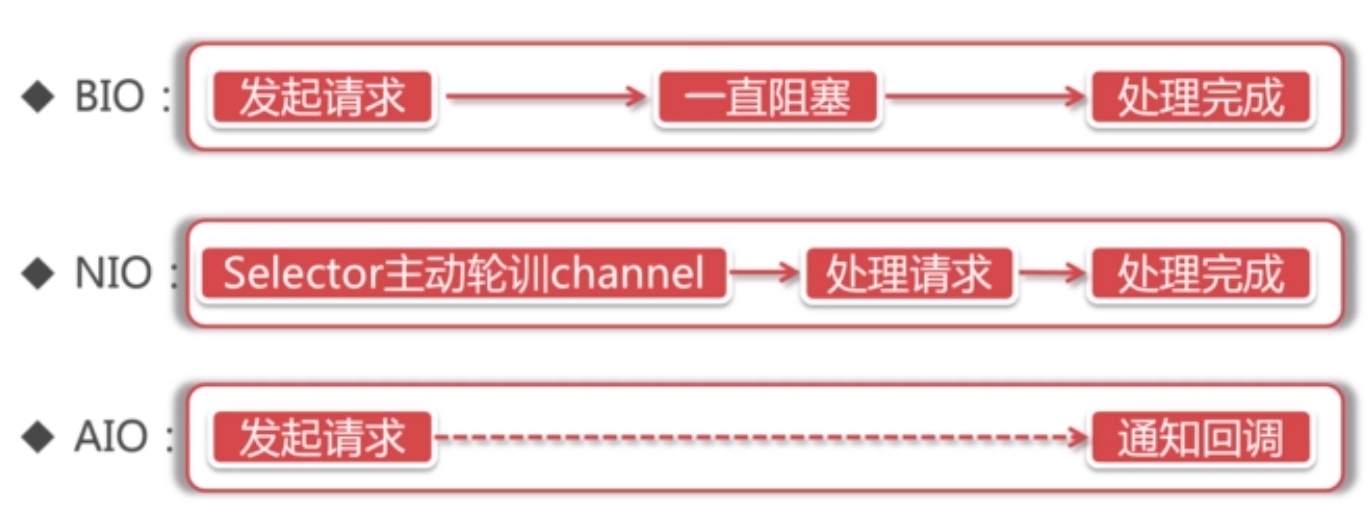 ◆ BIO : 发起请求 一直阻塞 处理完成
◆ NIO : Selector主动轮训channel 处理请求 处理完成
◆ AIO : 发起请求 通知回调